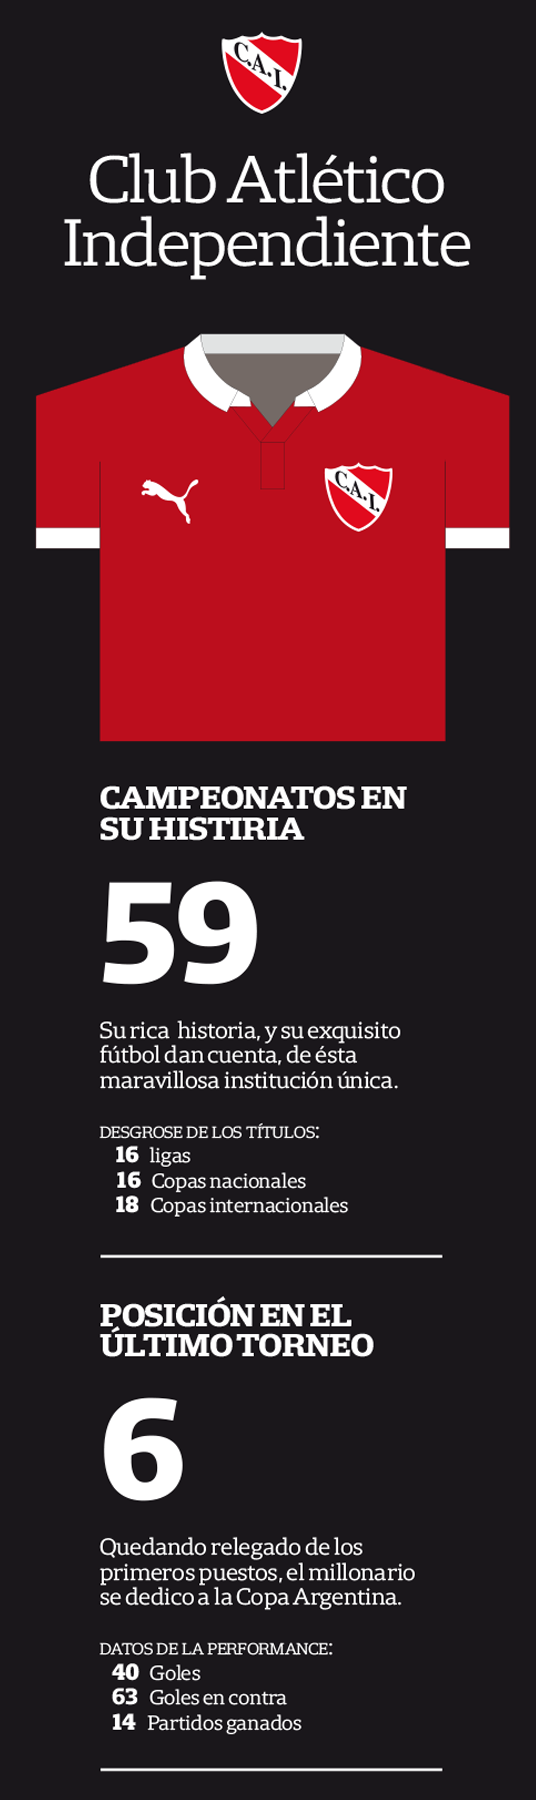 C.A.I.
Club Atlético
Independiente
C.A.I.
CAMPEONATOS EN
SU HISTIRIA
59
Su rica historia, y su exquisito
fútbol dan cuenta, de ésta
maravillosa institución única.
DESGROSE DE LOS TÍTULOS:
16 ligas
16 Copas nacionales
18 Copas internacionales
POSICIÓN EN EL
ÚLTIMO TORNEO
6
Quedando relegado de los
primeros puestos, el millonario
se dedico a la Copa Argentina.
DATOS DE LA PERFORMANCE:
40 Goles
63 Goles en contra
14 Partidos ganados